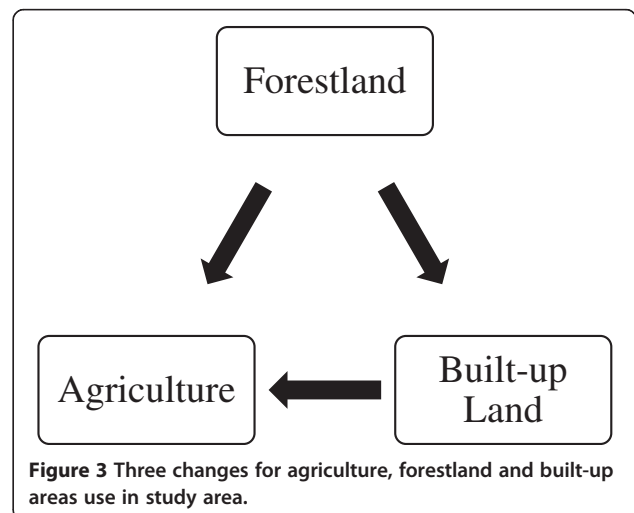 Forestland
Agriculture
Built-up
Land
Figure 3 Three changes for agriculture, forestland and built-up
areas use in study area.